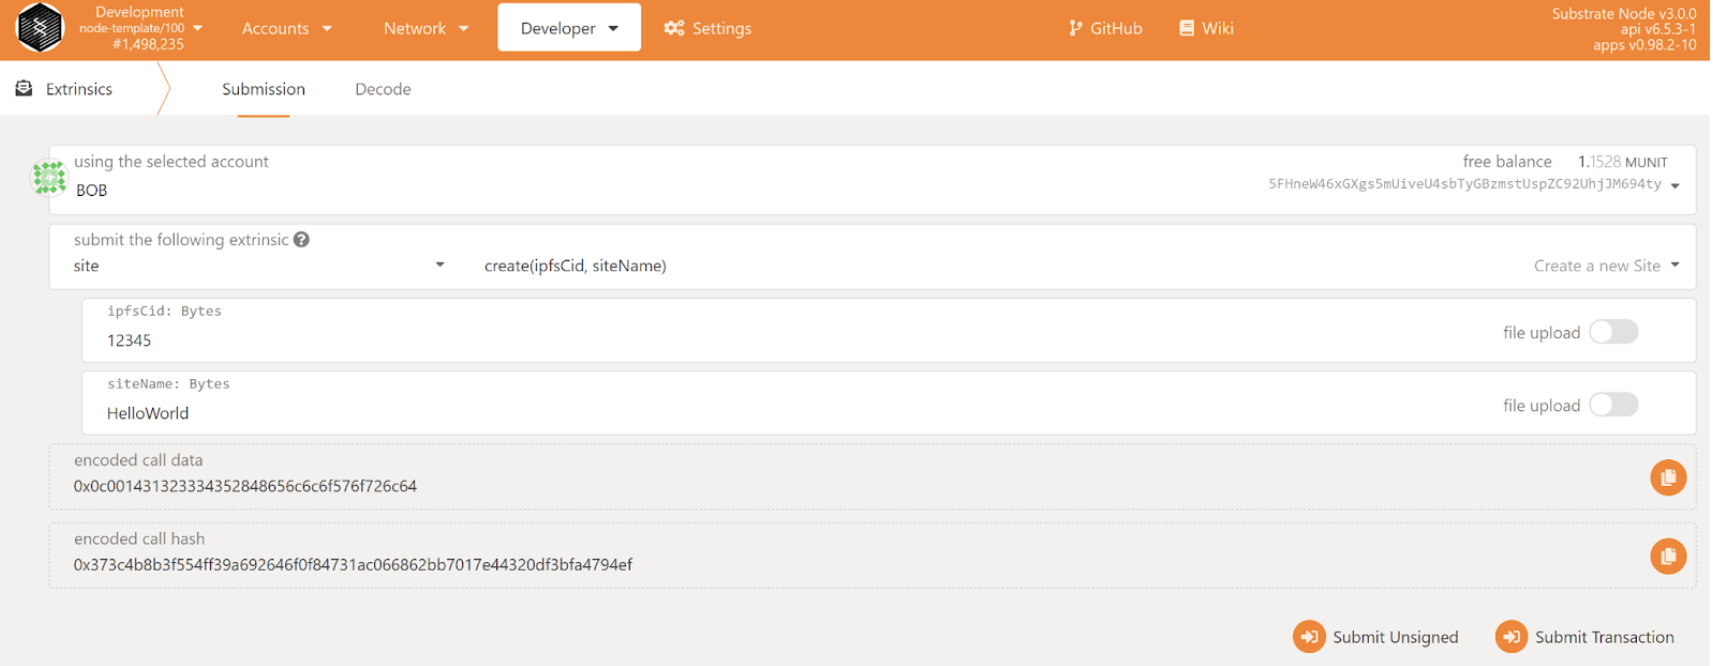 Development
node-template/100
#1,498,235
Accounts
Network
Developer
Settings
GitHub
Wiki
Substrate Node v3.0.0
api v6.5.3-1
apps v0.98.2-10
Extrinsics
Submission
Decode
using the selected account
BOB
free balance 1.1528 MUNIT
5FHneW46xGXgs5mUiveU4sbTyGBzmstUspZC92UhjJM694ty
submit the following extrinsic
site
create(ipfsCid, siteName)
Create a new Site
ipfsCid: Bytes
12345
file upload
siteName: Bytes
HelloWorld
file upload
encoded call data
0x0c001431323334352848656c6c6f576f726c64
encoded call hash
0x373c4b8b3f554ff39a692646f0f84731ac066862bb7017e44320df3bfa4794ef
Submit Unsigned
Submit Transaction